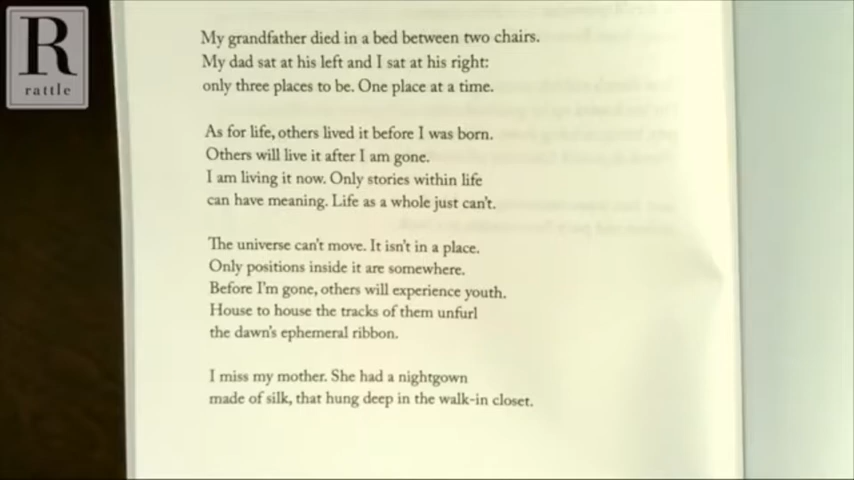 R
rattle
My grandfather died in a bed between two chairs.
My dad sat at his left and I sat at his right:
only three places to be. One place at a time.
As for life, others lived it before I was born.
Others will live it after I am gone.
I am living it now. Only stories within life
can have meaning. Life as a whole just can't.
The universe can't move. It isn't in a place.
Only positions inside it are somewhere.
Before I'm gone, others will experience youth.
House to house the tracks of them unfurl
the dawn's ephemeral ribbon.
I miss my mother. She had a nightgown
made of silk, that hung deep in the walk-in closet.